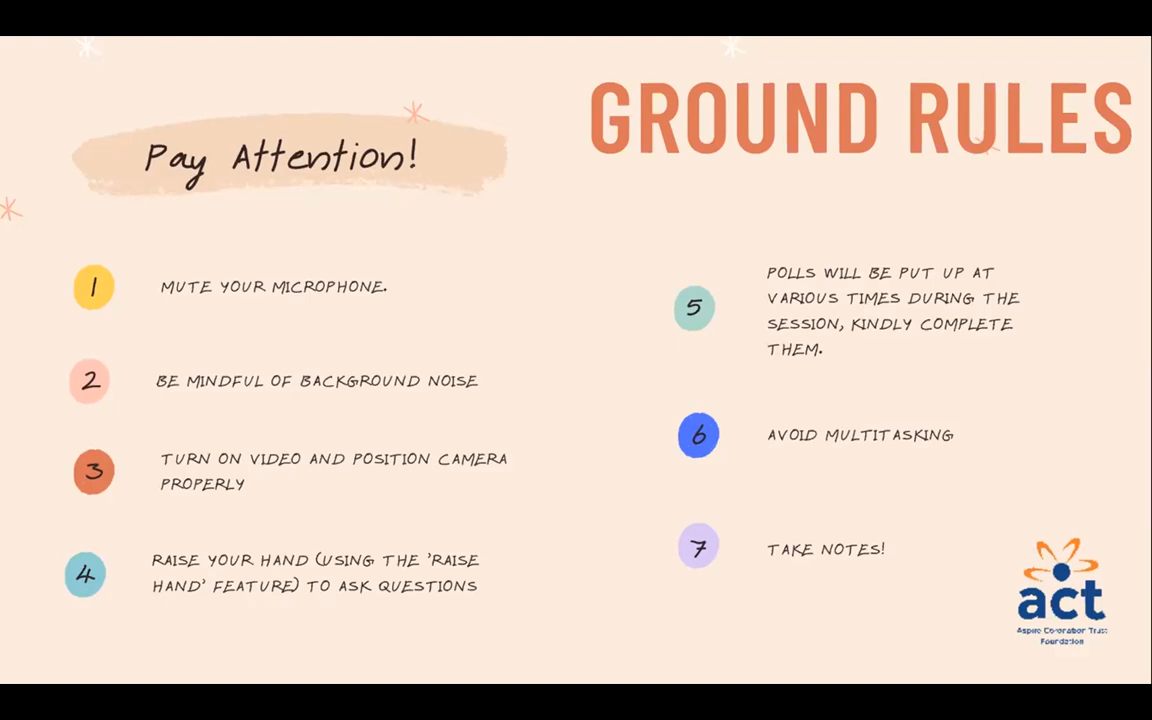 GROUND RULES
Pay Attention!
1
MUTE YOUR MICROPHONE.
2
BE MINDFUL OF BACKGROUND NOISE
3
TURN ON VIDEO AND POSITION CAMERA
PROPERLY
4
RAISE YOUR HAND (USING THE 'RAISE
HAND' FEATURE) TO ASK QUESTIONS
5
POLLS WILL BE PUT UP AT
VARIOUS TIMES DURING THE
SESSION, KINDLY COMPLETE
THEM.
6
AVOID MULTITASKING
7
TAKE NOTES!
act
Aspire Coronation Trust
Foundation